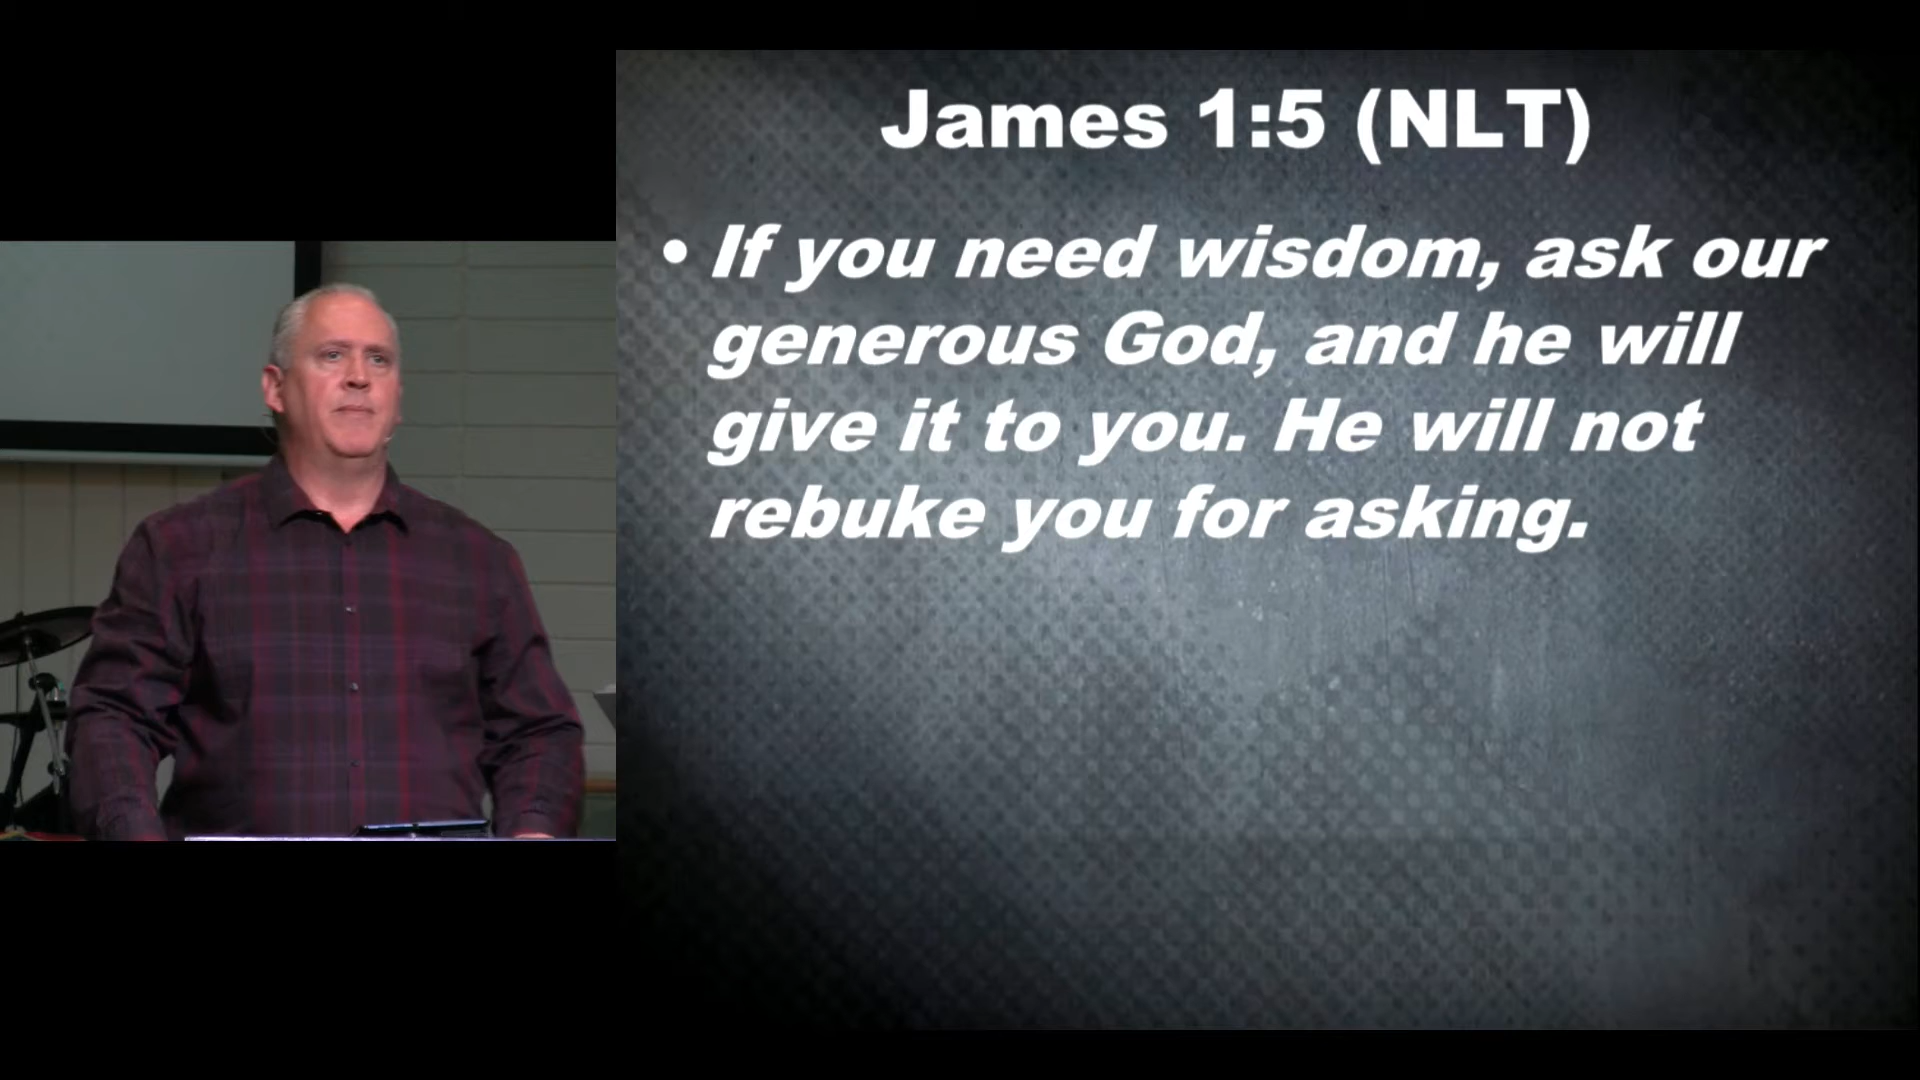 James 1:5 (NLT)
• If you need wisdom, ask our
generous God, and he will
give it to you. He will not
rebuke you for asking.